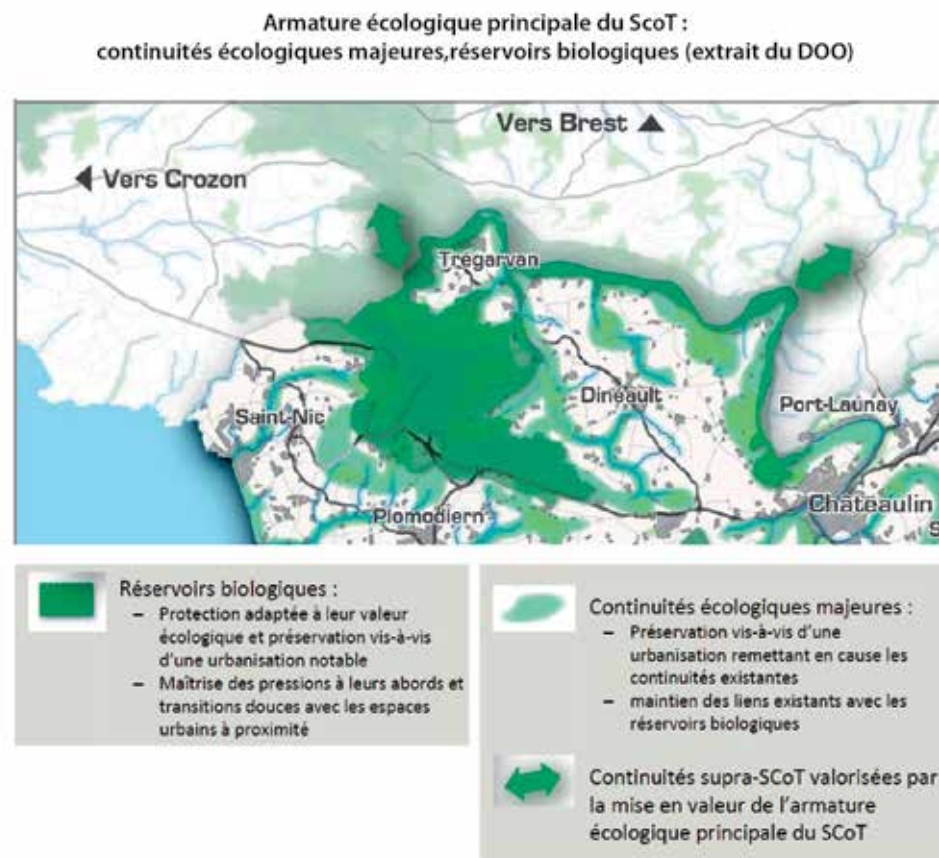 Armature écologique principale du ScoT :
continuités écologiques majeures,réservoirs biologiques (extrait du DOO)
Vers Brest
Vers Crozon
Trégarvan
Dinéault
Saint-Nic
Port-Launay
Plomodiern
Châteaulin
S
Réservoirs biologiques :
– Protection adaptée à leur valeur
écologique et préservation vis-à-vis
d'une urbanisation notable
– Maîtrise des pressions à leurs abords et
transitions douces avec les espaces
urbains à proximité
Continuités écologiques majeures :
– Préservation vis-à-vis d'une
urbanisation remettant en cause les
continuités existantes
– maintien des liens existants avec les
réservoirs biologiques
Continuités supra-SCoT valorisées par
la mise en valeur de l'armature
écologique principale du SCoT